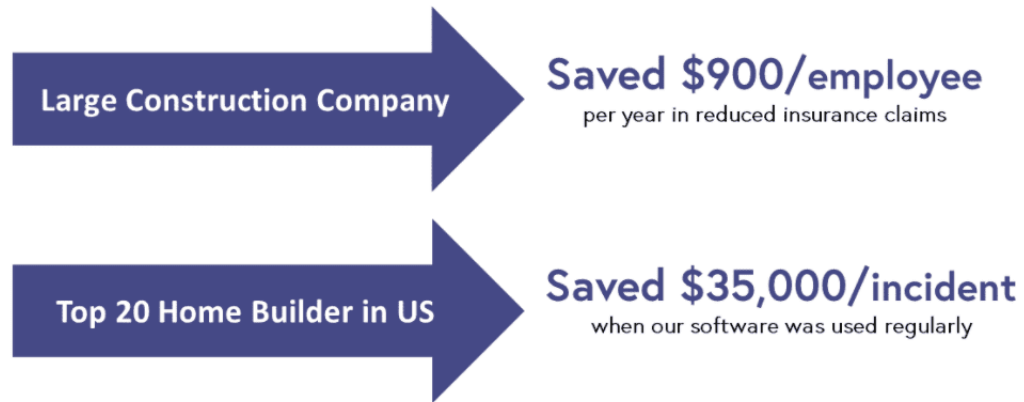 Large Construction Company
Saved $900/employee
per year in reduced insurance claims
Top 20 Home Builder in US
Saved $35,000/incident
when our software was used regularly